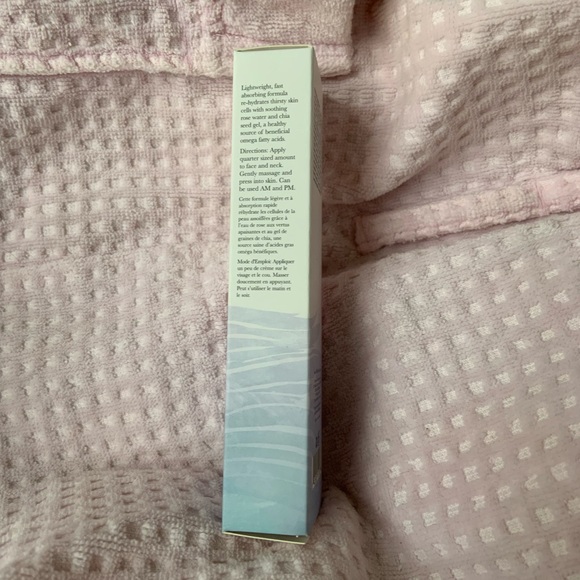 Lightweight, fast
absorbing formula
re-hydrates thirsty skin
cells with soothing
rose water and chia
seed gel, a healthy
source of beneficial
omega fatty acids.
Directions: Apply
quarter sized amount
to face and neck.
Gently massage and
press into skin. Can
be used AM and PM.
Cette formule légère et à
absorption rapide
réhydrate les cellules de la
peau assoiffées grâce à
l'eau de rose aux vertus
apaisantes et au gel de
graines de chia, une
source saine d'acides gras
oméga bénéfiques.
Mode d'Emploi: Appliquer
un peu de crème sur le
visage et le cou. Masser
doucement en appuyant.
Peut s'utiliser le matin et
le soir.